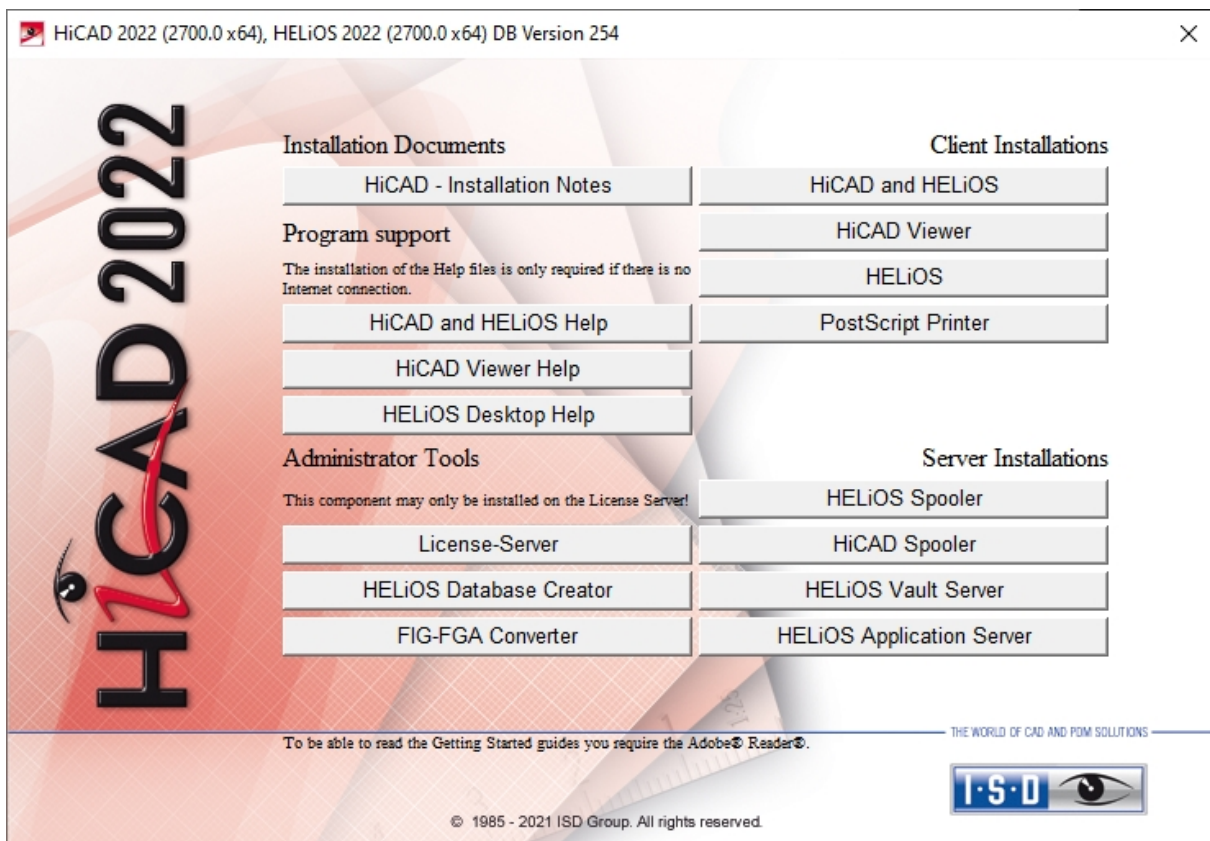 HiCAD 2022 (2700.0 x64), HELiOS 2022 (2700.0 x64) DB Version 254
HiCAD 2022
Installation Documents
HiCAD - Installation Notes
Program support
The installation of the Help files is only required if there is no
Internet connection.
HiCAD and HELiOS Help
HiCAD Viewer Help
HELiOS Desktop Help
Administrator Tools
This component may only be installed on the License Server!
License-Server
HELiOS Database Creator
FIG-FGA Converter
Client Installations
HiCAD and HELiOS
HiCAD Viewer
HELiOS
PostScript Printer
Server Installations
HELiOS Spooler
HiCAD Spooler
HELiOS Vault Server
HELiOS Application Server
1:25
To be able to read the Getting Started guides you require the Adobe® Reader®.
THE WORLD OF CAD AND PDM SOLUTIONS
I·S·D
© 1985 - 2021 ISD Group. All rights reserved.